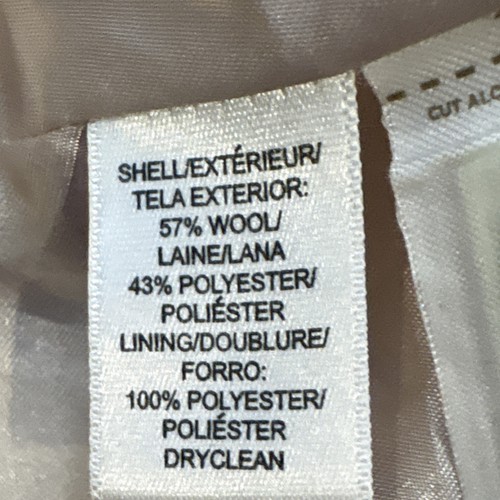 SHELL/EXTÉRIEUR/
TELA EXTERIOR:
57% WOOL/
LAINE/LANA
43% POLYESTER/
POLIÉSTER
LINING/DOUBLURE/
FORRO:
100% POLYESTER/
POLIÉSTER
DRYCLEAN
CUT